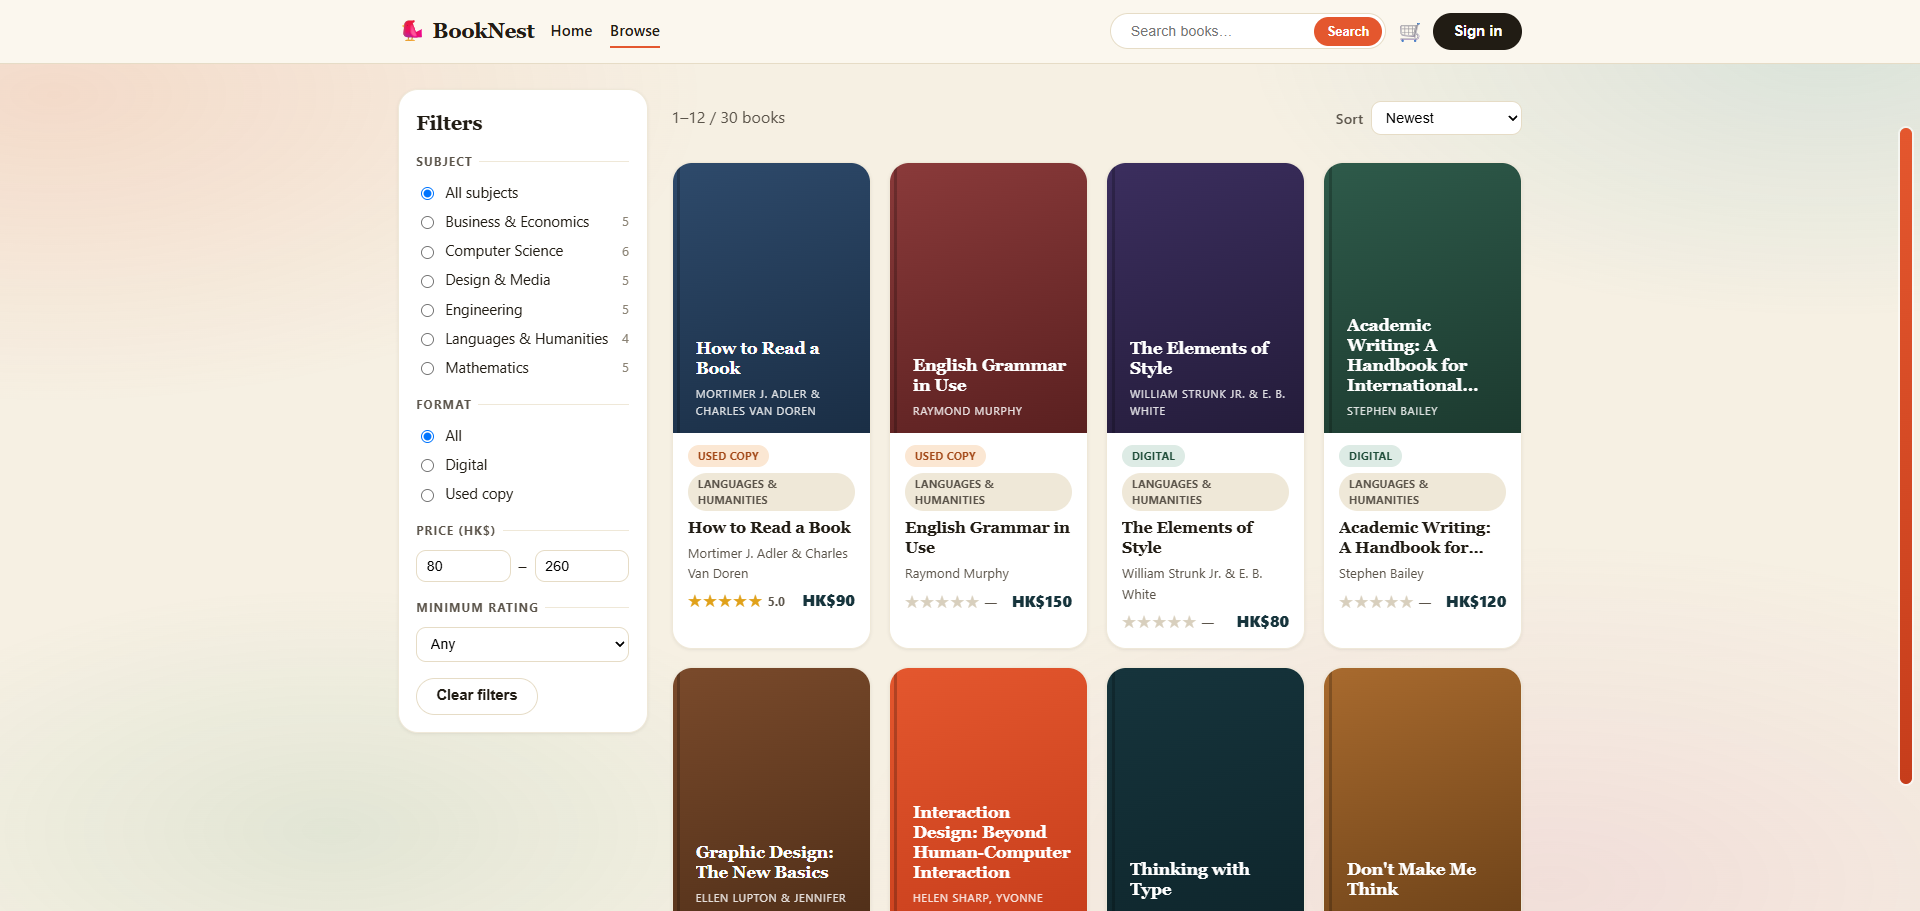 BookNest
Home
Browse
Search books…
Search
Sign in
Filters
SUBJECT
All subjects
Business & Economics 5
Computer Science 6
Design & Media 5
Engineering 5
Languages & Humanities 4
Mathematics 5
FORMAT
All
Digital
Used copy
PRICE (HK$)
80 – 260
MINIMUM RATING
Any
Clear filters
1–12 / 30 books
Sort Newest
How to Read a
Book
MORTIMER J. ADLER &
CHARLES VAN DOREN
USED COPY
LANGUAGES &
HUMANITIES
How to Read a Book
Mortimer J. Adler & Charles
Van Doren
★★★★★ 5.0 HK$90
English Grammar
in Use
RAYMOND MURPHY
USED COPY
LANGUAGES &
HUMANITIES
English Grammar in
Use
Raymond Murphy
★★★★★ — HK$150
The Elements of
Style
WILLIAM STRUNK JR. & E. B.
WHITE
DIGITAL
LANGUAGES &
HUMANITIES
The Elements of
Style
William Strunk Jr. & E. B.
White
★★★★★ — HK$80
Academic
Writing: A
Handbook for
International...
STEPHEN BAILEY
DIGITAL
LANGUAGES &
HUMANITIES
Academic Writing:
A Handbook for...
Stephen Bailey
★★★★★ — HK$120
Graphic Design:
The New Basics
ELLEN LUPTON & JENNIFER
Interaction
Design: Beyond
Human-Computer
Interaction
HELEN SHARP, YVONNE
Thinking with
Type
Don't Make Me
Think